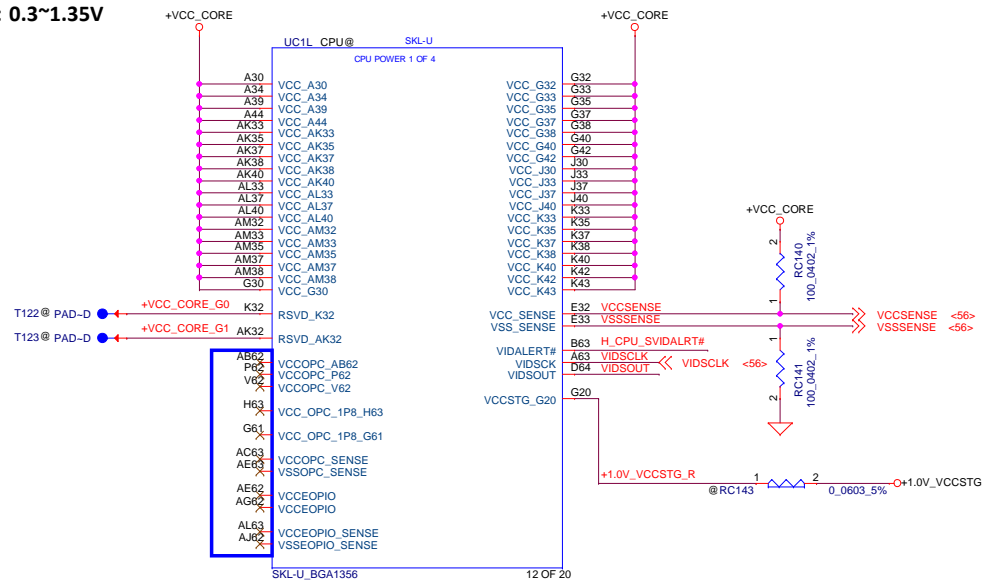 : 0.3~1.35V
+VCC_CORE
+VCC_CORE
UC1L CPU@ SKL-U
CPU POWER 1 OF 4
A30 VCC_A30 VCC_G32 G32
A34 VCC_A34 VCC_G33 G33
A39 VCC_A39 VCC_G35 G35
A44 VCC_A44 VCC_G37 G37
AK33 VCC_AK33 VCC_G38 G38
AK35 VCC_AK35 VCC_G40 G40
AK37 VCC_AK37 VCC_G42 G42
AK38 VCC_AK38 VCC_J30 J30
AK40 VCC_AK40 VCC_J33 J33
AL33 VCC_AL33 VCC_J37 J37
AL37 VCC_AL37 VCC_J40 J40
AL40 VCC_AL40 VCC_K33 K33
AM32 VCC_AM32 VCC_K35 K35
AM33 VCC_AM33 VCC_K37 K37
AM35 VCC_AM35 VCC_K38 K38
AM37 VCC_AM37 VCC_K40 K40
AM38 VCC_AM38 VCC_K42 K42
G30 VCC_G30 VCC_K43 K43
T122@ PAD~D +VCC_CORE_G0 K32 RSVD_K32
T123@ PAD~D +VCC_CORE_G1 AK32 RSVD_AK32
VCC_SENSE E32 VCCSENSE VCCSENSE <56>
VSS_SENSE E33 VSSSENSE VSSSENSE <56>
+VCC_CORE
2
RC140
100_0402_1%
1
1
RC141
100_0402_1%
2
VIDALERT# B63 H_CPU_SVIDALRT#
VIDSCK A63 VIDSCLK VIDSCLK <56>
VIDSOUT D64 VIDSOUT
VCCSTG_G20 G20
AB62 VCCOPC_AB62
P62 VCCOPC_P62
V62 VCCOPC_V62
H63 VCC_OPC_1P8_H63
G61 VCC_OPC_1P8_G61
AC63 VCCOPC_SENSE
AE63 VSSOPC_SENSE
AE62 VCCEOPIO
AG62 VCCEOPIO
AL63 VCCEOPIO_SENSE
AJ62 VSSEOPIO_SENSE
+1.0V_VCCSTG_R 1 2 +1.0V_VCCSTG
@RC143 0_0603_5%
SKL-U_BGA1356 12 OF 20